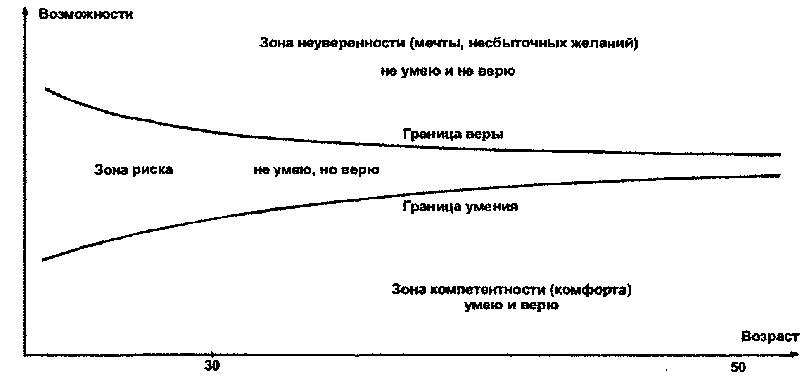 Возможности
Зона неуверенности (мечты, несбыточных желаний)
не умею и не верю
Граница веры
Зона риска
не умею, но верю
Граница умения
Зона компетентности (комфорта)
умею и верю
Возраст
30
50